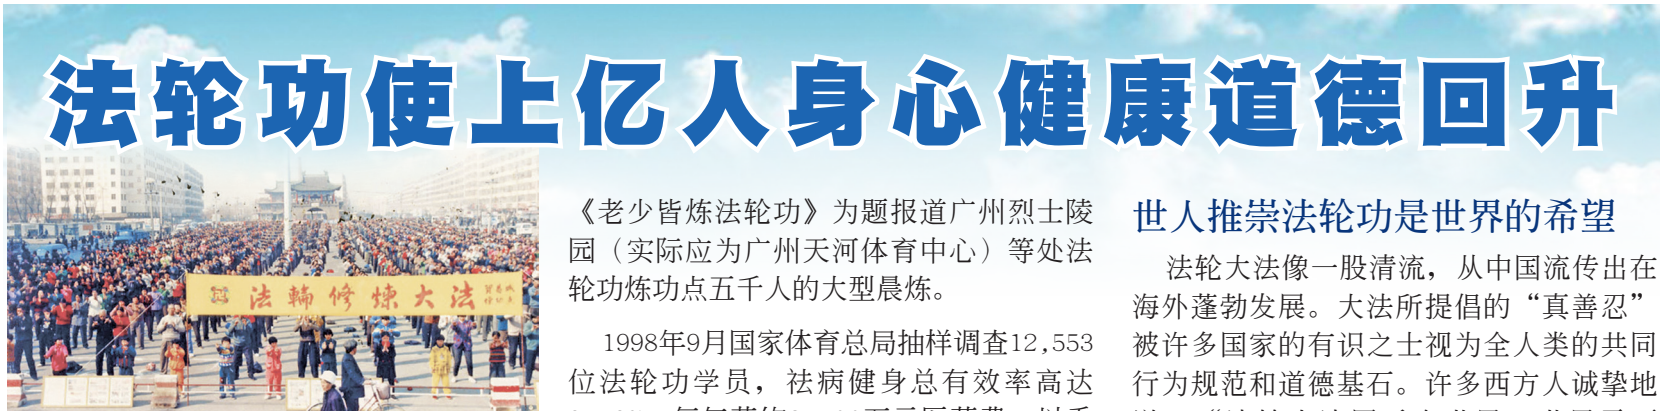 法轮功使上亿人身心健康道德回升
法輪修煉大法
《老少皆炼法轮功》为题报道广州烈士陵
园（实际应为广州天河体育中心）等处法
轮功炼功点五千人的大型晨炼。
1998年9月国家体育总局抽样调查12,553
位法轮功学员，祛病健身总有效率高达
世人推崇法轮功是世界的希望
法轮大法像一股清流，从中国流传出在
海外蓬勃发展。大法所提倡的“真善忍”
被许多国家的有识之士视为全人类的共同
行为规范和道德基石。许多西方人诚挚地